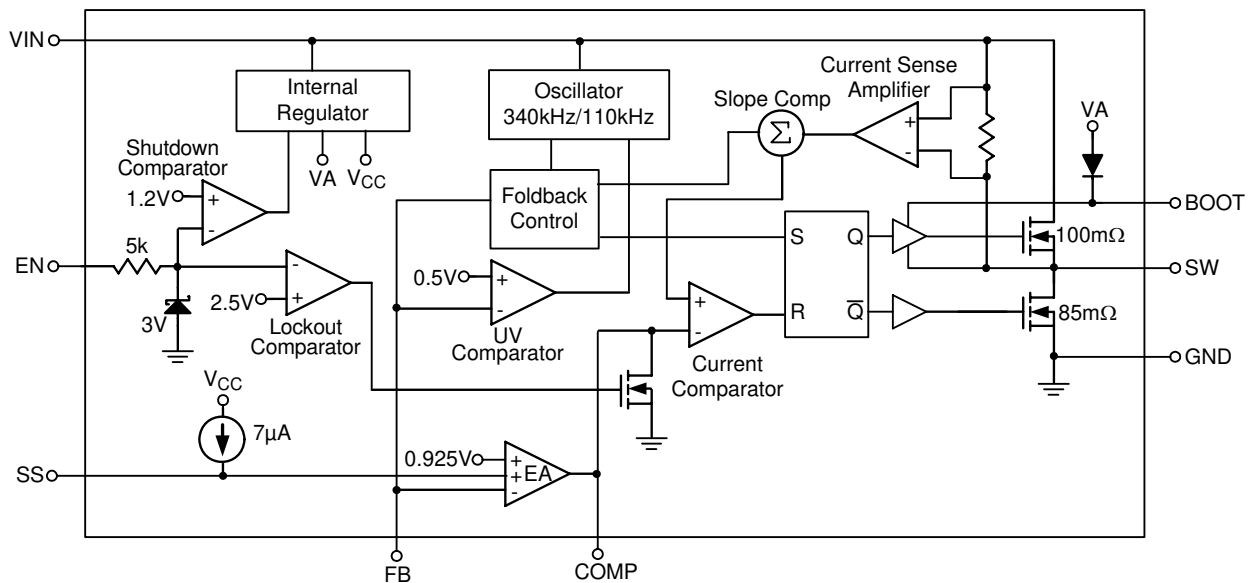 VIN
Internal
Regulator
Oscillator
340kHz/110kHz
Current Sense
Amplifier
Slope Comp
Σ
+
-
VA
Shutdown
Comparator
1.2V
+
-
VA
VCC
Foldback
Control
BOOT
S
Q
100mΩ
5k
EN
-
+
2.5V
3V
Lockout
Comparator
0.5V
+
-
UV
Comparator
+
-
Current
Comparator
R
Q
85mΩ
SW
GND
VCC
7µA
SS
0.925V
+
+
-
EA
FB
COMP